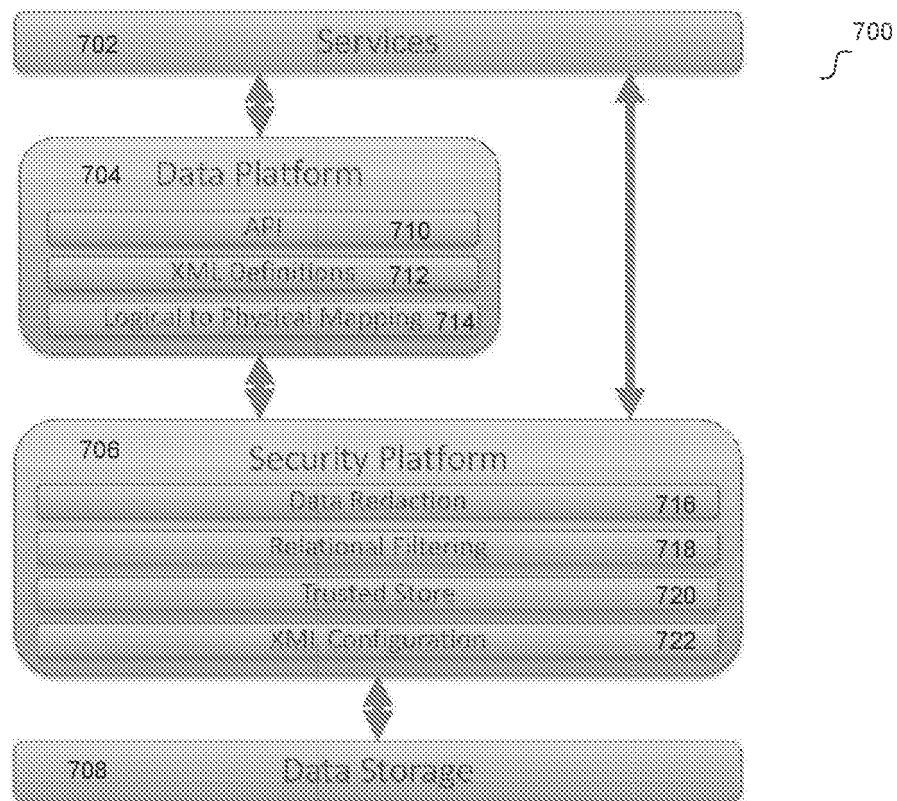 700
702 Services
704 Data Platform
API 710
XML Definitions 712
Logical to Physical Mapping 714
706 Security Platform
Data Redaction 716
Relational Filtering 718
Trusted Store 720
XML Configuration 722
708 Data Storage